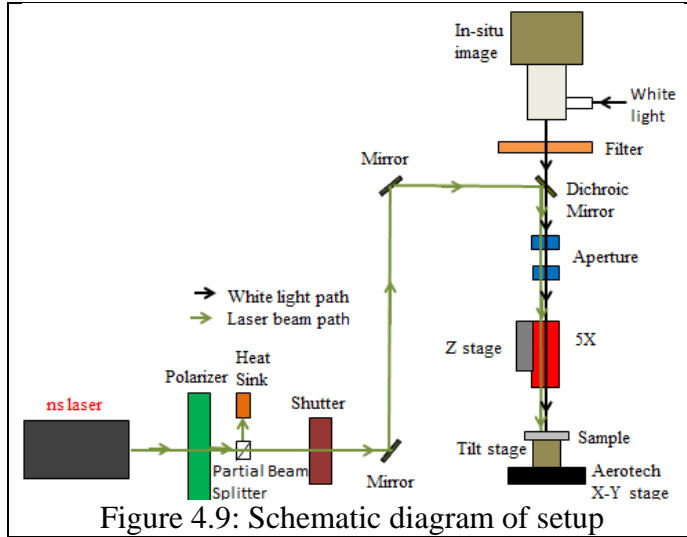 In-situ
image
White
light
Filter
Mirror
Dichroic
Mirror
Aperture
White light path
Laser beam path
5X
Z stage
Heat
Sink
Polarizer
Shutter
ns laser
Sample
Tilt stage
Partial Beam
Splitter
Mirror
Aerotech
X-Y stage
Figure 4.9: Schematic diagram of setup